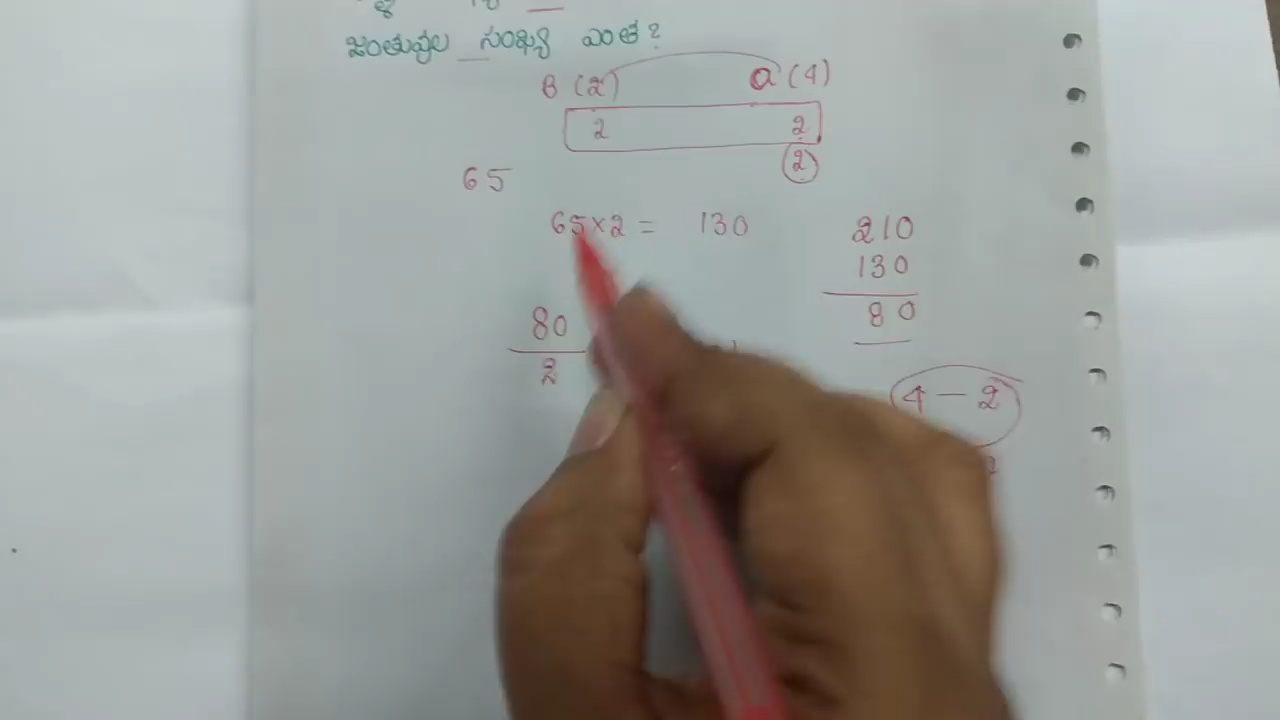 జంతువుల సంఖ్య ఎంత?
B (2) a (4)
2 2
2
65
65×2 = 130
210
130
80
80
2
4 — 2